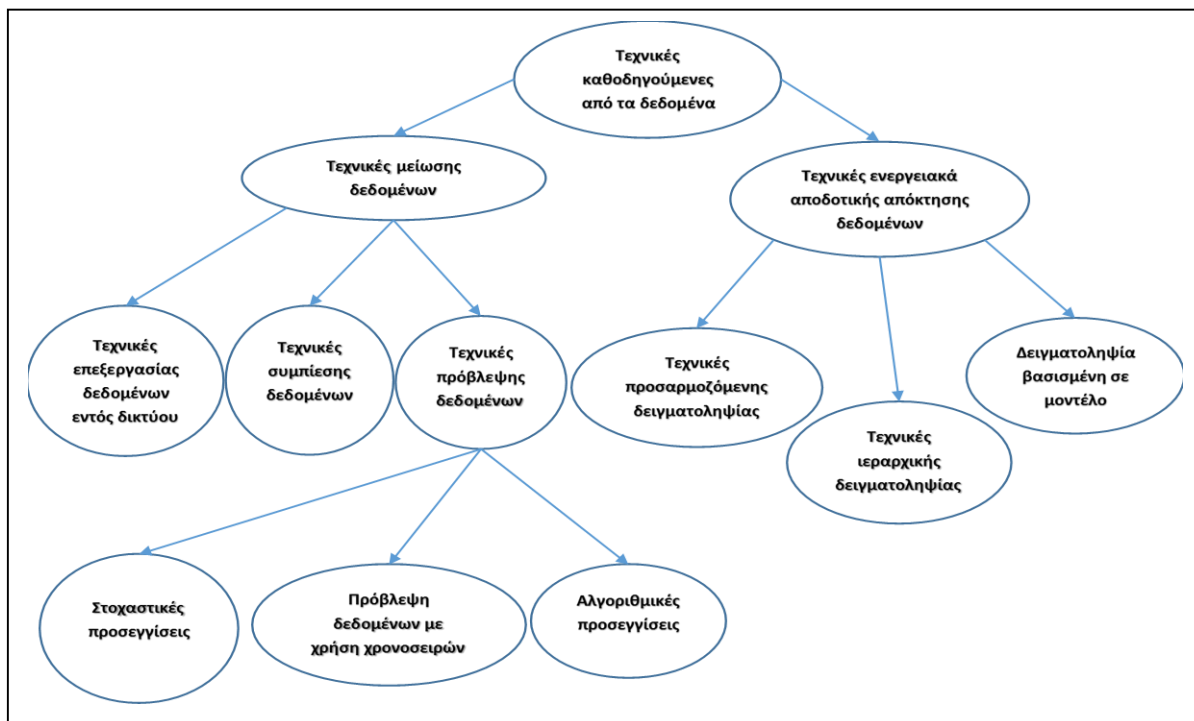 Τεχνικές
καθοδηγούμενες
από τα δεδομένα
Τεχνικές μείωσης
δεδομένων
Τεχνικές ενεργειακά
αποδοτικής απόκτησης
δεδομένων
Τεχνικές
επεξεργασίας
δεδομένων
εντός δικτύου
Τεχνικές
συμπίεσης
δεδομένων
Τεχνικές
πρόβλεψης
δεδομένων
Τεχνικές
προσαρμοζόμενης
δειγματοληψίας
Τεχνικές
ιεραρχικής
δειγματοληψίας
Δειγματοληψία
βασισμένη σε
μοντέλο
Στοχαστικές
προσεγγίσεις
Πρόβλεψη
δεδομένων με
χρήση χρονοσειρών
Αλγοριθμικές
προσεγγίσεις